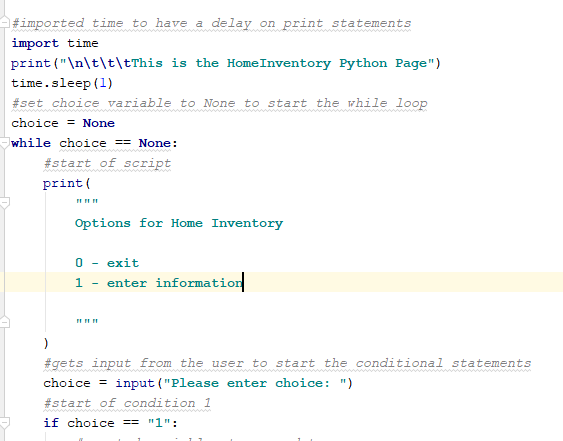 #imported time to have a delay on print statements
import time
print("\n\t\t\tThis is the HomeInventory Python Page")
time.sleep(1)
#set choice variable to None to start the while loop
choice = None
while choice == None:
#start of script
print(
"""
Options for Home Inventory
0 - exit
1 - enter information
"""
)
#gets input from the user to start the conditional statements
choice = input("Please enter choice: ")
#start of condition 1
if choice == "1":